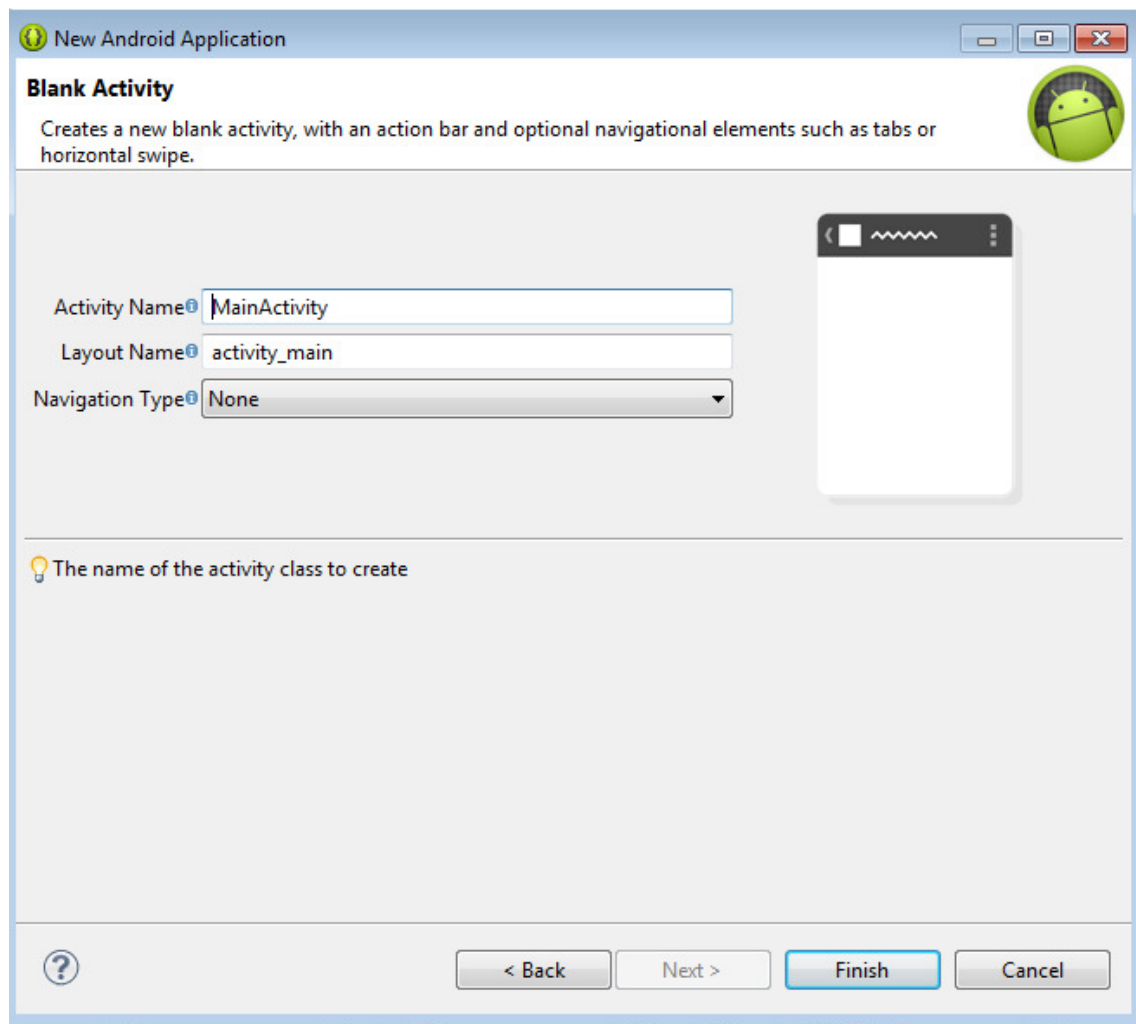 New Android Application
Blank Activity
Creates a new blank activity, with an action bar and optional navigational elements such as tabs or
horizontal swipe.
Activity Name MainActivity
Layout Name activity_main
Navigation Type None
The name of the activity class to create
< Back Next > Finish Cancel